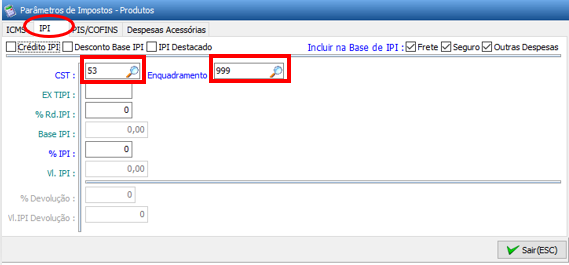 Parâmetros de Impostos - Produtos
ICMS IPI PIS/COFINS Despesas Acessórias
Crédito IPI Desconto Base IPI IPI Destacado Incluir na Base de IPI : Frete Seguro Outras Despesas
CST : 53 Enquadramento 999
EX TIPI :
% Rd.IPI : 0
Base IPI : 0,00
% IPI : 0
Vl. IPI : 0,00
% Devolução : 0
Vl.IPI Devolução : 0
Sair(ESC)